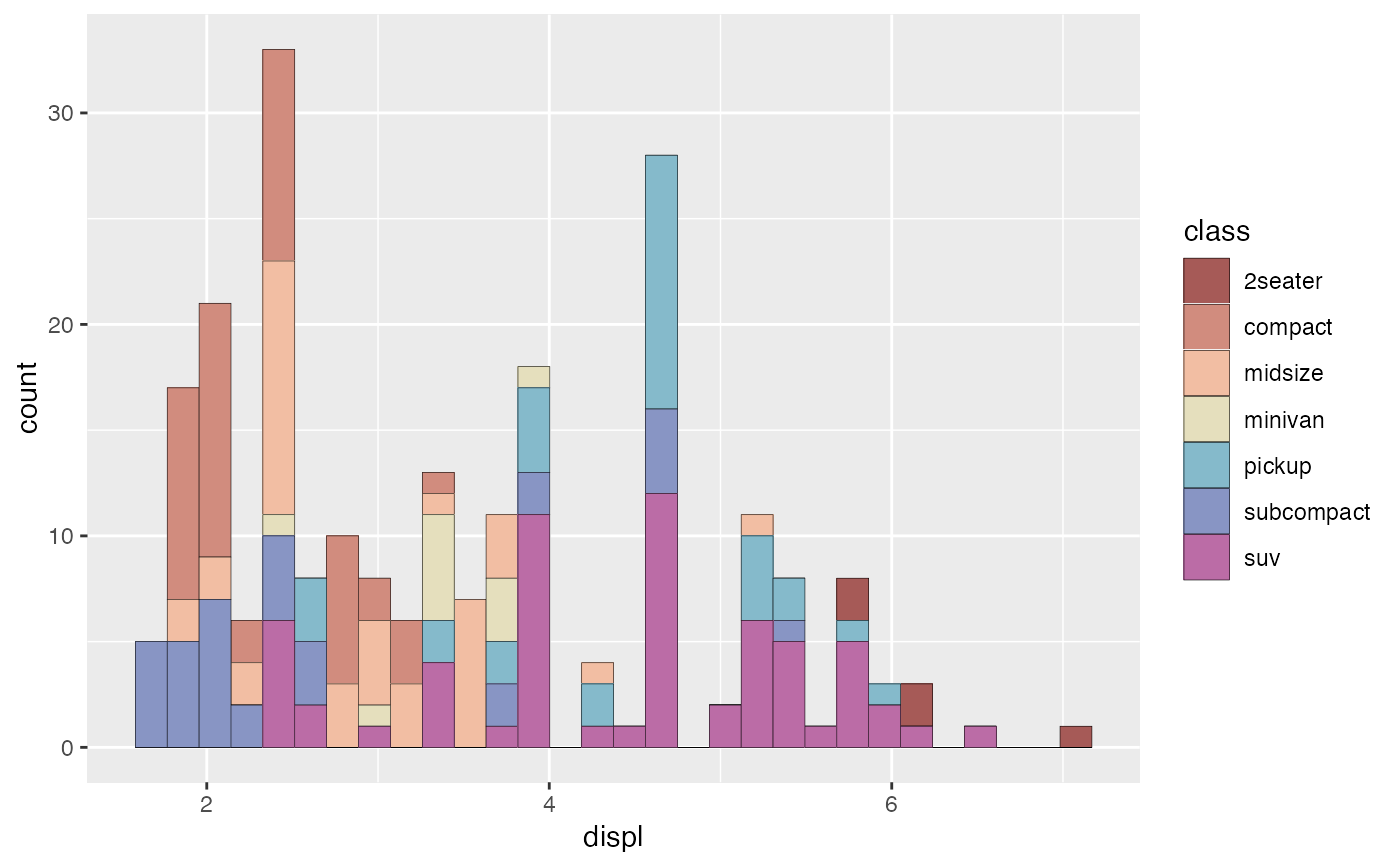 30
20
10
0
count
2
4
6
displ
class
2seater
compact
midsize
minivan
pickup
subcompact
suv